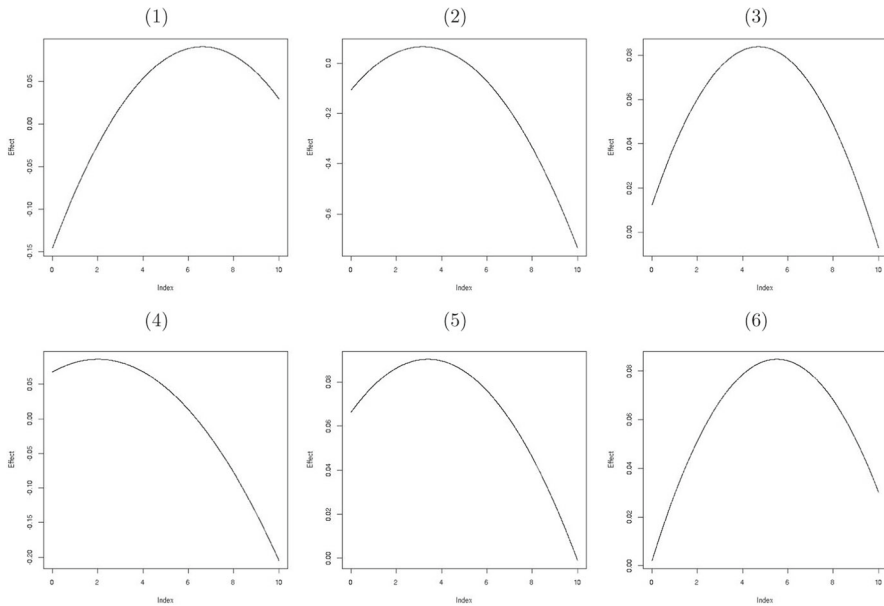 (1) (2) (3)
Effect
-0.15 -0.10 -0.05 0.00 0.05
0 2 4 6 8 10
Index
Effect
-0.6 -0.4 -0.2 0.0
0 2 4 6 8 10
Index
Effect
0.00 0.02 0.04 0.06 0.08
0 2 4 6 8 10
Index
(4) (5) (6)
Effect
-0.20 -0.15 -0.10 -0.05 0.00 0.05
0 2 4 6 8 10
Index
Effect
0.00 0.02 0.04 0.06 0.08
0 2 4 6 8 10
Index
Effect
0.00 0.02 0.04 0.06 0.08
0 2 4 6 8 10
Index